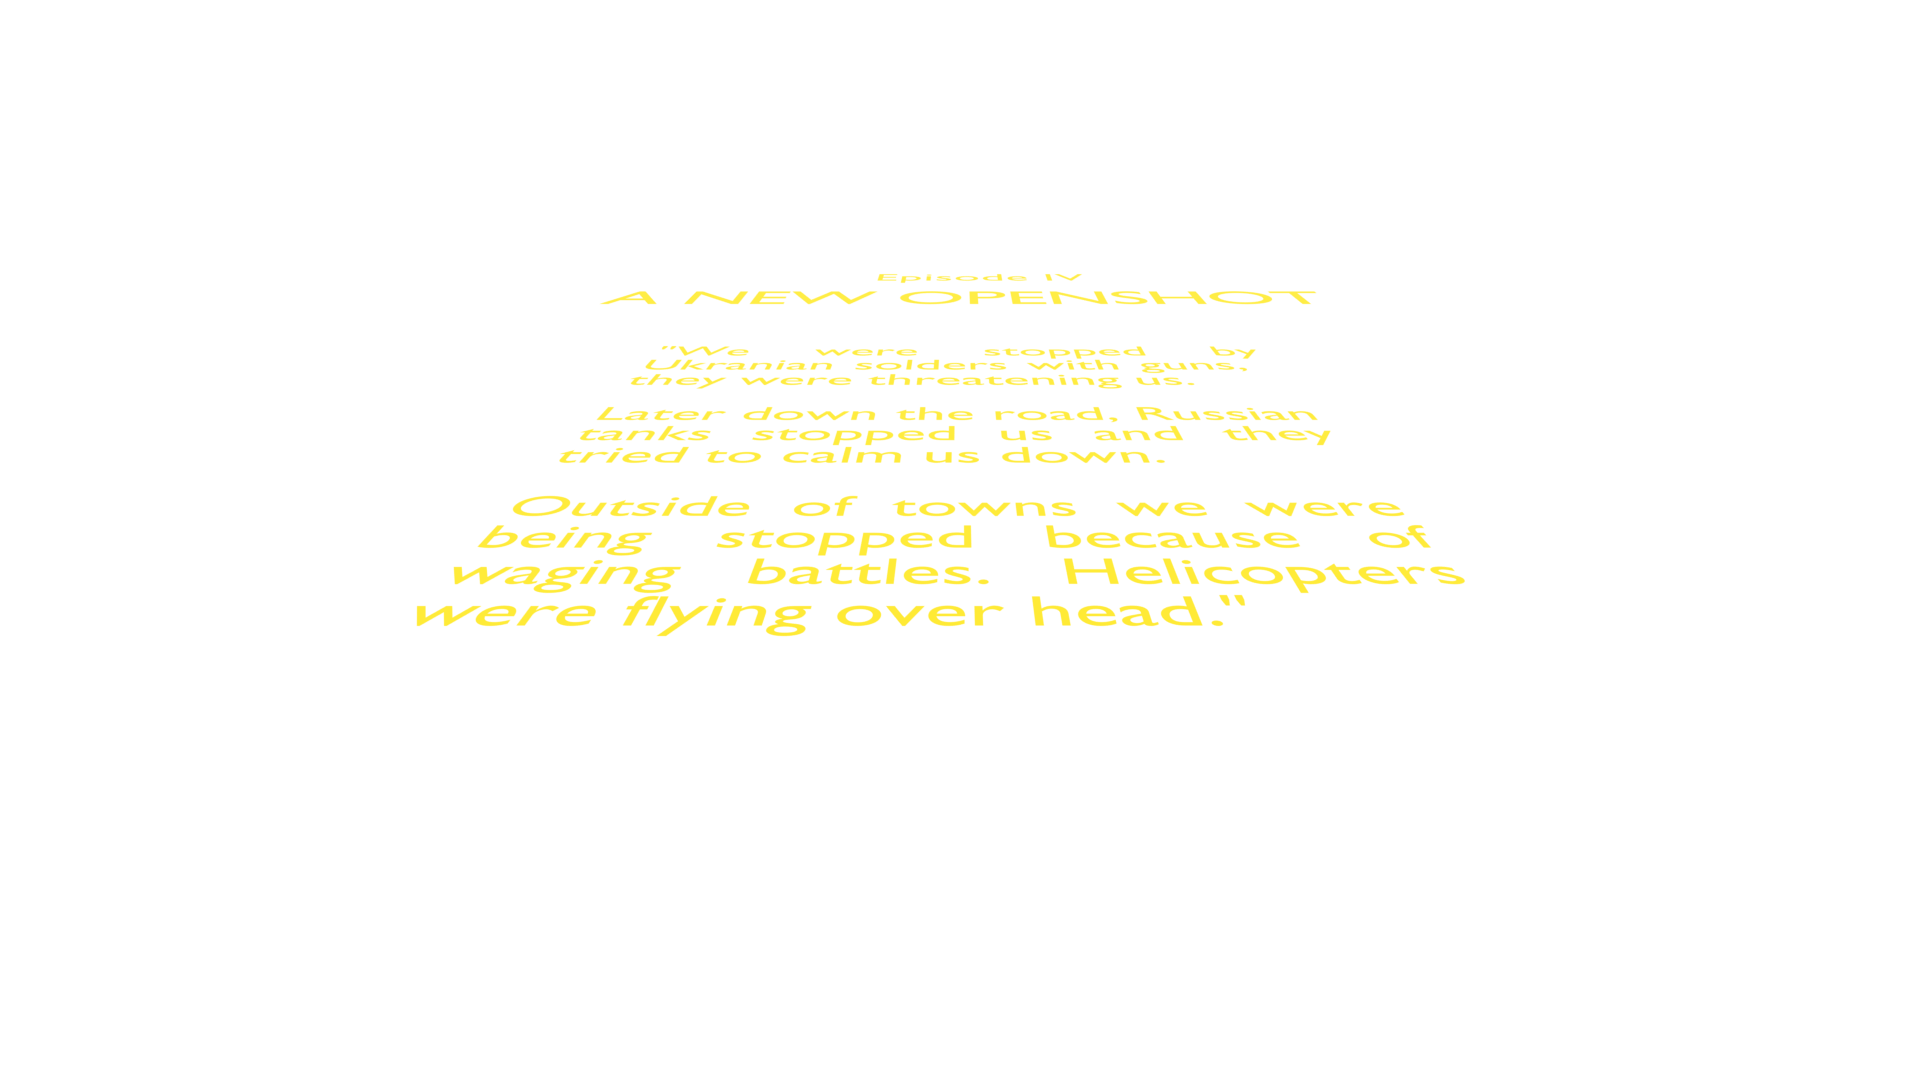 Episode IV
A NEW OPENSHOT
"We were stopped by
Ukranian solders with guns,
they were threatening us.
Later down the road, Russian
tanks stopped us and they
tried to calm us down.
Outside of towns we were
being stopped because of
waging battles. Helicopters
were flying over head."